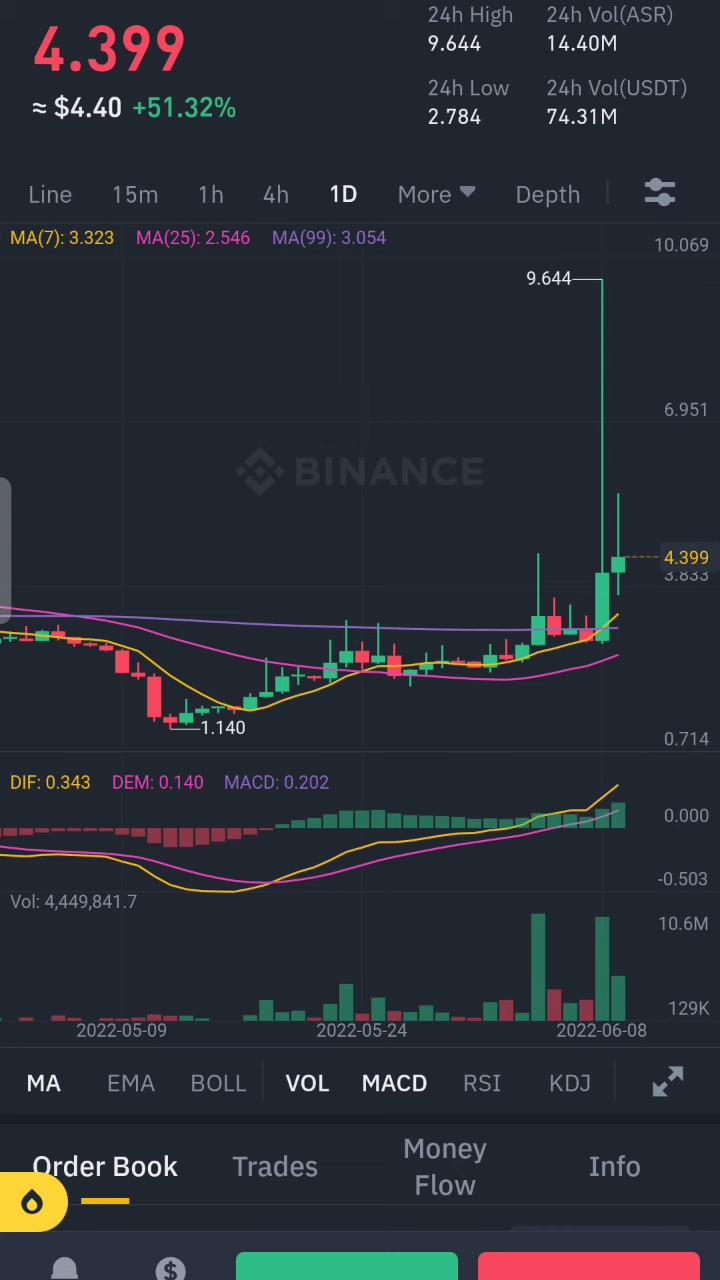 4.399
≈ $4.40 +51.32%
24h High 24h Vol(ASR)
9.644 14.40M
24h Low 24h Vol(USDT)
2.784 74.31M
Line 15m 1h 4h 1D More Depth
MA(7): 3.323 MA(25): 2.546 MA(99): 3.054
10.069
9.644
6.951
BINANCE
4.399
3.833
1.140
0.714
DIF: 0.343 DEM: 0.140 MACD: 0.202
0.000
-0.503
Vol: 4,449,841.7
10.6M
129K
2022-05-09 2022-05-24 2022-06-08
MA EMA BOLL VOL MACD RSI KDJ
Order Book Trades Money Flow Info